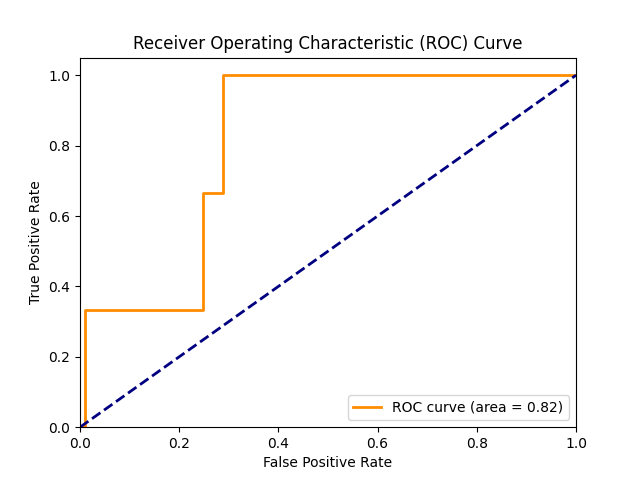 Receiver Operating Characteristic (ROC) Curve
True Positive Rate
1.0
0.8
0.6
0.4
0.2
0.0
ROC curve (area = 0.82)
0.0 0.2 0.4 0.6 0.8 1.0
False Positive Rate